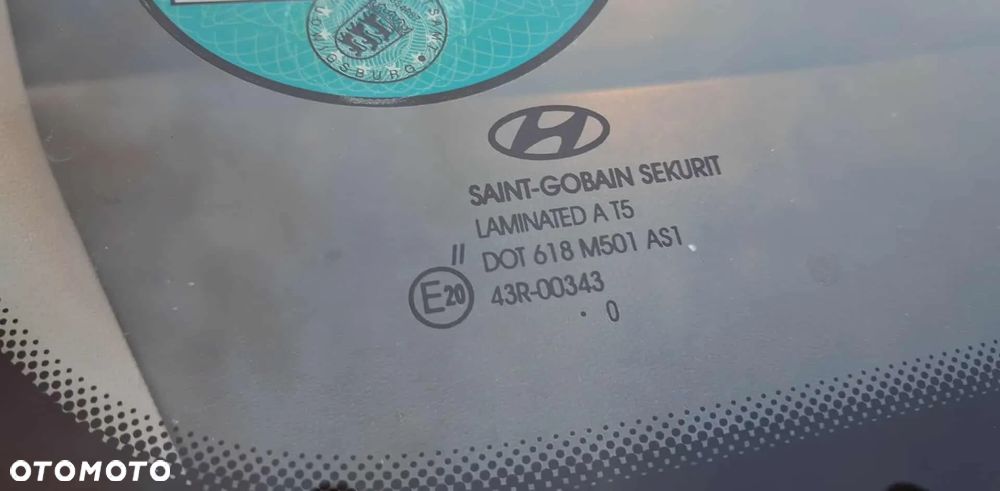 SAINT-GOBAIN SEKURIT
LAMINATED A T5
II DOT 618 M501 AS1
E20 43R-00343
. 0
OTOMOTO